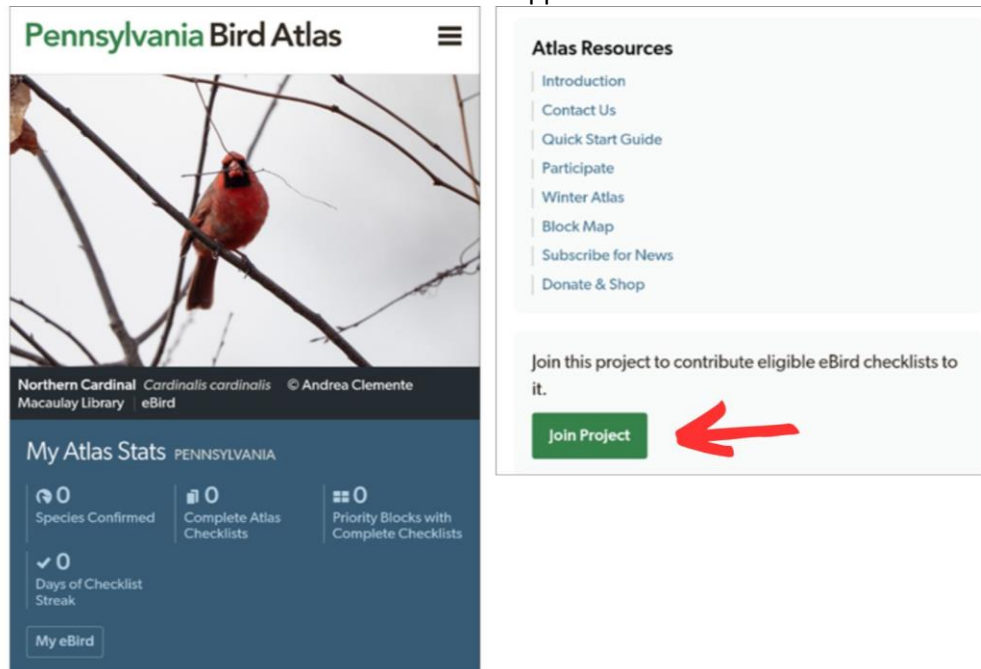 Pennsylvania Bird Atlas
Northern Cardinal Cardinalis cardinalis © Andrea Clemente
Macaulay Library eBird
My Atlas Stats PENNSYLVANIA
0
Species Confirmed
0
Complete Atlas
Checklists
0
Priority Blocks with
Complete Checklists
0
Days of Checklist
Streak
My eBird
Atlas Resources
Introduction
Contact Us
Quick Start Guide
Participate
Winter Atlas
Block Map
Subscribe for News
Donate & Shop
Join this project to contribute eligible eBird checklists to
it.
Join Project